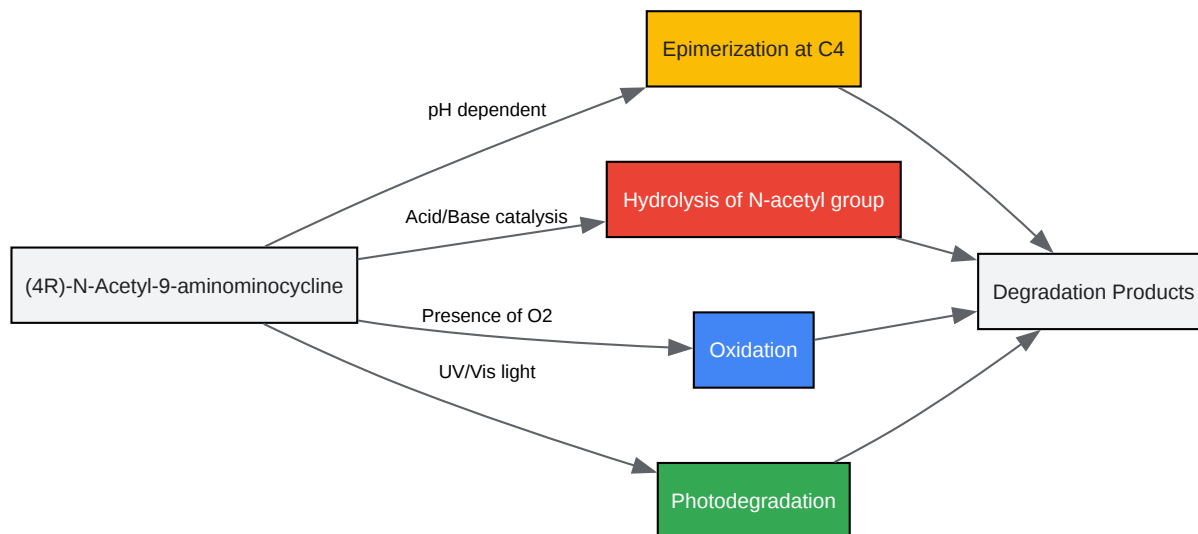 Epimerization at C4
pH dependent
Hydrolysis of N-acetyl group
Acid/Base catalysis
(4R)-N-Acetyl-9-aminominocycline
Degradation Products
Presence of O2
Oxidation
UV/Vis light
Photodegradation